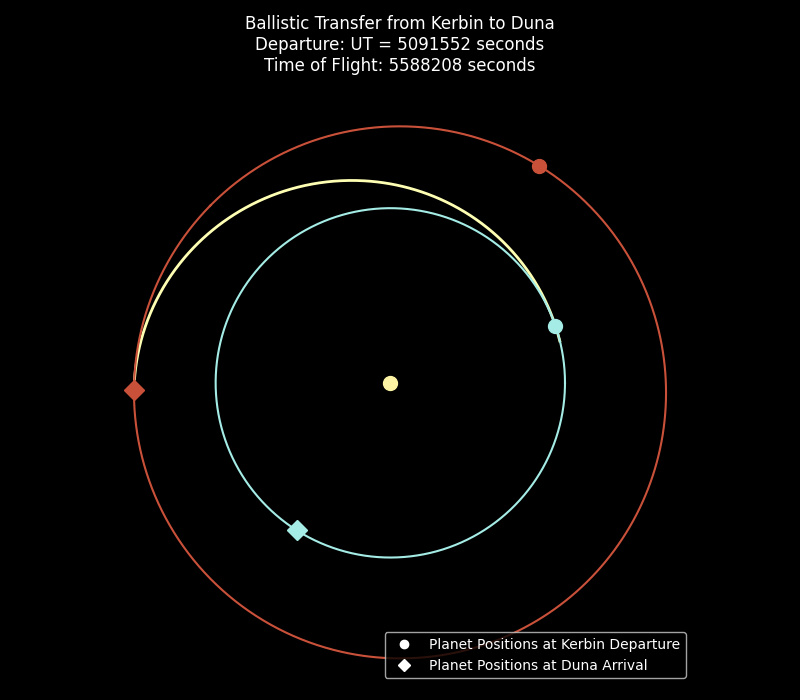 Ballistic Transfer from Kerbin to Duna
Departure: UT = 5091552 seconds
Time of Flight: 5588208 seconds
Planet Positions at Kerbin Departure
Planet Positions at Duna Arrival